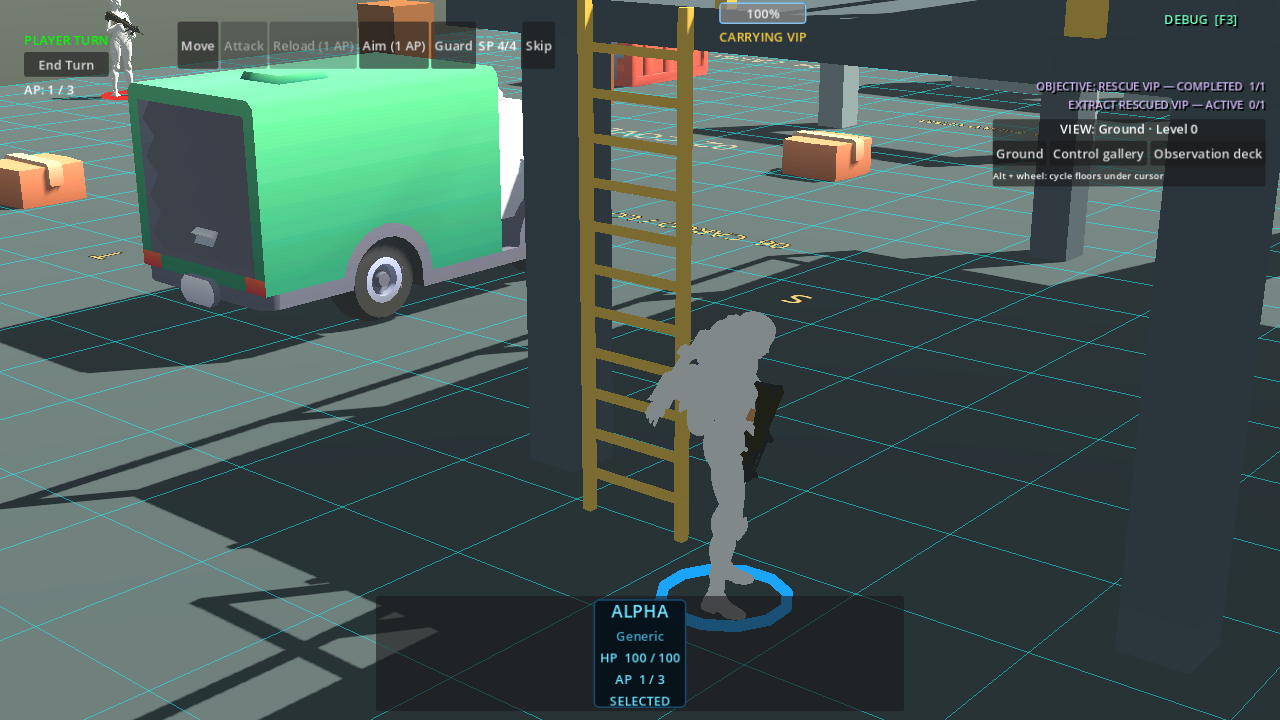 PLAYER TURN
End Turn
AP: 1 / 3
Move Attack Reload (1 AP) Aim (1 AP) Guard SP 4/4 Skip
100%
CARRYING VIP
DEBUG [F3]
OBJECTIVE: RESCUE VIP — COMPLETED 1/1
EXTRACT RESCUED VIP — ACTIVE 0/1
VIEW: Ground · Level 0
Ground Control gallery Observation deck
Alt + wheel: cycle floors under cursor
S
ALPHA
Generic
HP 100 / 100
AP 1 / 3
SELECTED